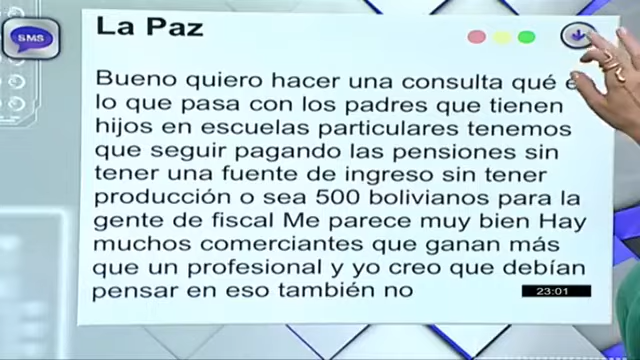 SMS
La Paz
Bueno quiero hacer una consulta qué
lo que pasa con los padres que tienen
hijos en escuelas particulares tenemos
que seguir pagando las pensiones sin
tener una fuente de ingreso sin tener
producción o sea 500 bolivianos para la
gente de fiscal Me parece muy bien Hay
muchos comerciantes que ganan más
que un profesional y yo creo que debían
pensar en eso también no
23:01